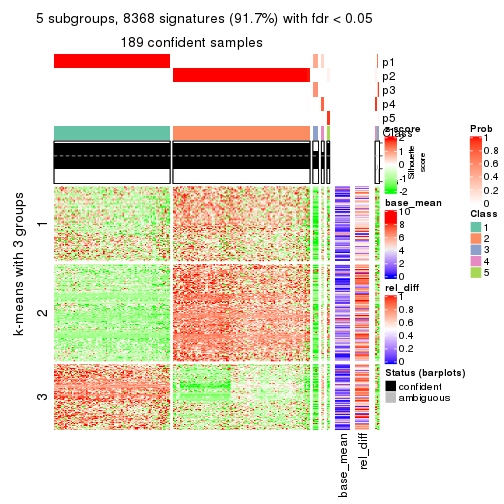 5 subgroups, 8368 signatures (91.7%) with fdr < 0.05
189 confident samples
p1
p2
p3
p4
p5
Class
Silhouette
score
k-means with 3 groups
1
2
3
base_mean
rel_diff
z-score
2
1
0
-1
-2
base_mean
10
8
6
4
2
0
rel_diff
1
0.8
0.6
0.4
0.2
0
Status (barplots)
confident
ambiguous
Prob
1
0.8
0.6
0.4
0.2
0
Class
1
2
3
4
5